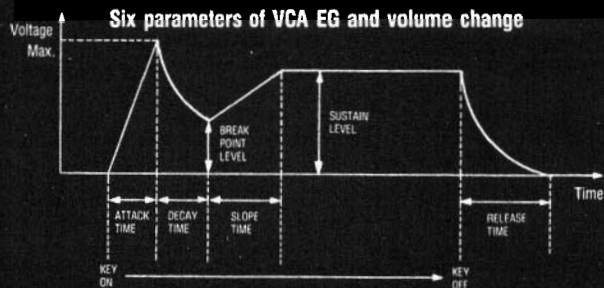 Six parameters of VCA EG and volume change
Voltage
Max.
BREAK
POINT
LEVEL
SUSTAIN
LEVEL
Time
ATTACK
TIME
DECAY
TIME
SLOPE
TIME
RELEASE
TIME
KEY
ON
KEY
OFF